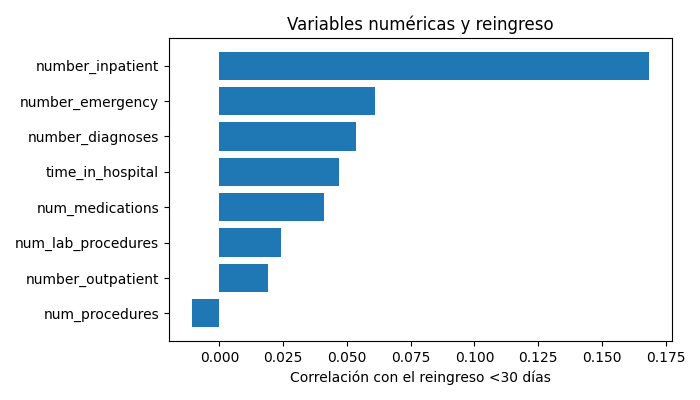 Variables numéricas y reingreso
number_inpatient
number_emergency
number_diagnoses
time_in_hospital
num_medications
num_lab_procedures
number_outpatient
num_procedures
0.000 0.025 0.050 0.075 0.100 0.125 0.150 0.175
Correlación con el reingreso <30 días